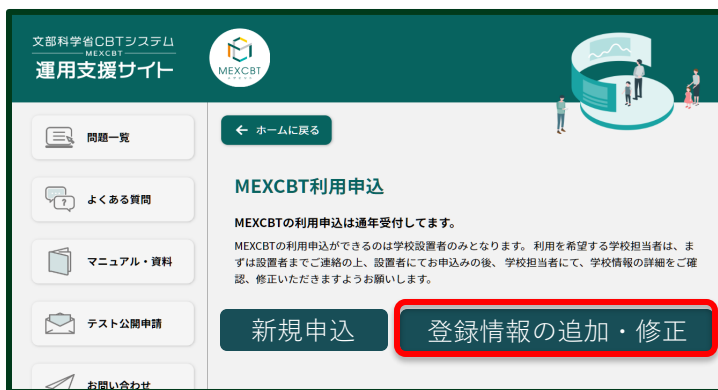 文部科学省CBTシステム
MEXCBT
運用支援サイト
MEXCBT
問題一覧
よくある質問
マニュアル・資料
テスト公開申請
お問い合わせ
← ホームに戻る
MEXCBT利用申込
MEXCBTの利用申込は通年受付してます。
MEXCBTの利用申込ができるのは学校設置者のみとなります。 利用を希望する学校担当者は、ま
ずは設置者までご連絡の上、設置者にてお申込みの後、 学校担当者にて、学校情報の詳細をご確
認、修正いただきますようお願いします。
新規申込
登録情報の追加・修正